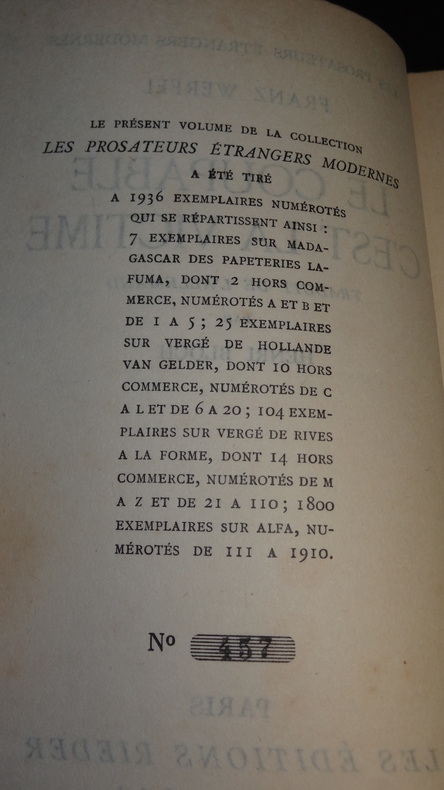 LE PRÉSENT VOLUME DE LA COLLECTION
LES PROSATEURS ÉTRANGERS MODERNES
A ÉTÉ TIRÉ
A 1936 EXEMPLAIRES NUMÉROTÉS
QUI SE RÉPARTISSENT AINSI :
7 EXEMPLAIRES SUR MADA-
GASCAR DES PAPETERIES LA-
FUMA, DONT 2 HORS COM-
MERCE, NUMÉROTÉS A ET B ET
DE 1 A 5 ; 25 EXEMPLAIRES
SUR VERGÉ DE HOLLANDE
VAN GELDER, DONT 10 HORS
COMMERCE, NUMÉROTÉS DE C
A L ET DE 6 A 20 ; 104 EXEM-
PLAIRES SUR VERGÉ DE RIVES
A LA FORME, DONT 14 HORS
COMMERCE, NUMÉROTÉS DE M
A Z ET DE 21 A 110 ; 1800
EXEMPLAIRES SUR ALFA, NU-
MÉROTÉS DE 111 A 1910.
No 457